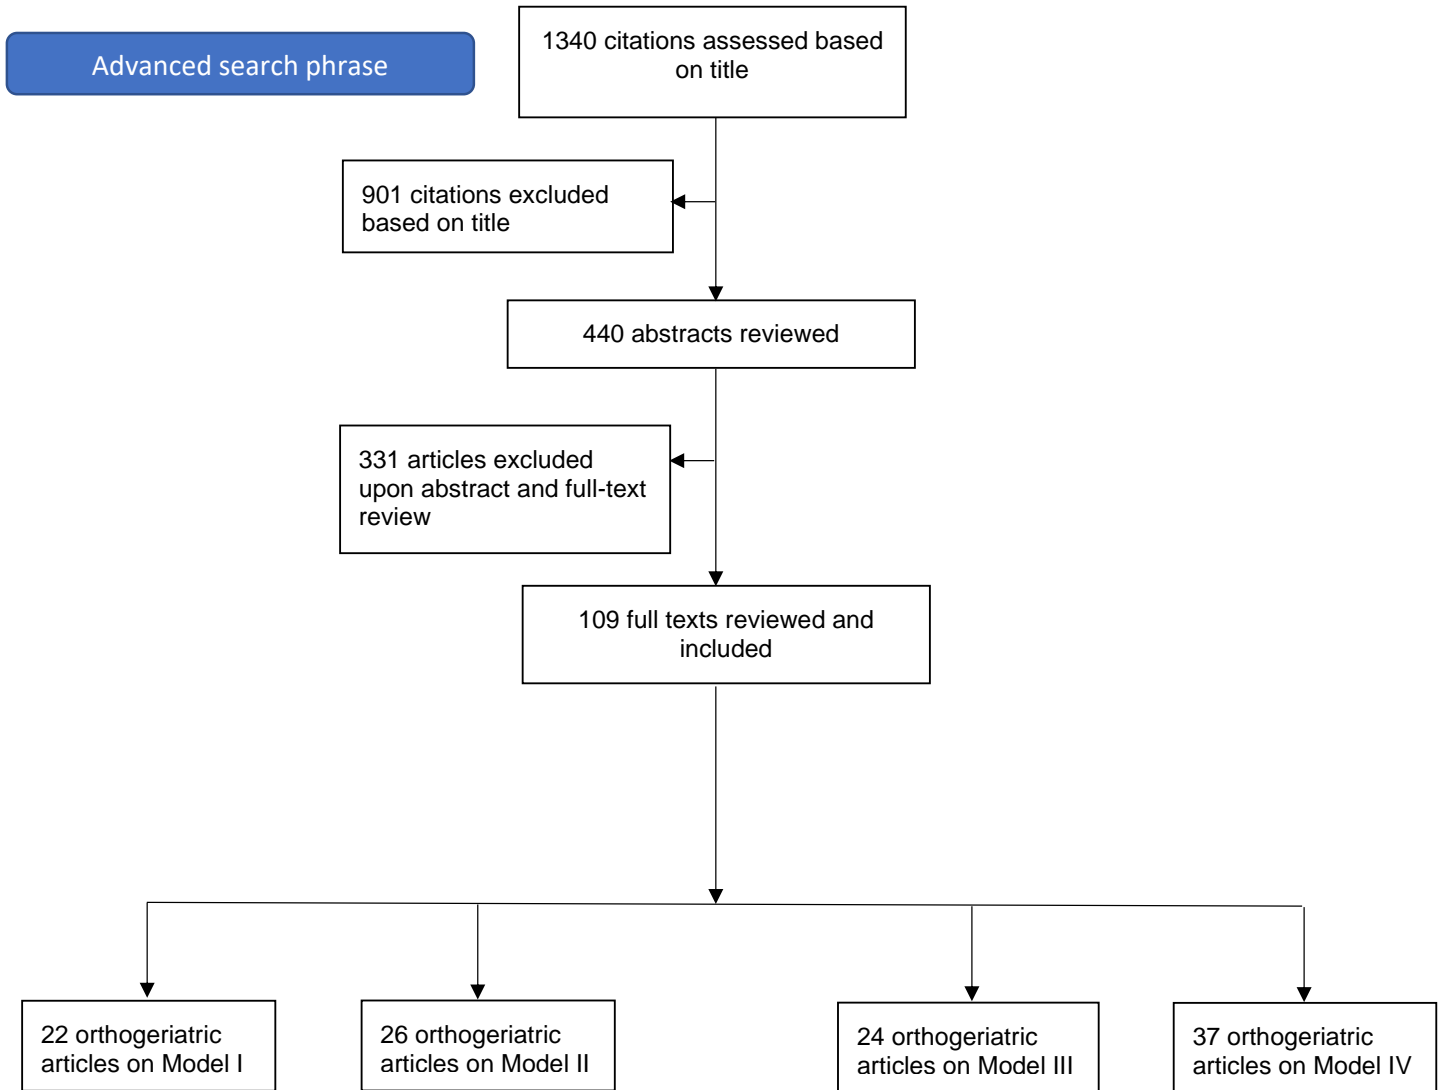 Advanced search phrase
1340 citations assessed based
on title
901 citations excluded
based on title
440 abstracts reviewed
331 articles excluded
upon abstract and full-text
review
109 full texts reviewed and
included
22 orthogeriatric
articles on Model I
26 orthogeriatric
articles on Model II
24 orthogeriatric
articles on Model III
37 orthogeriatric
articles on Model IV